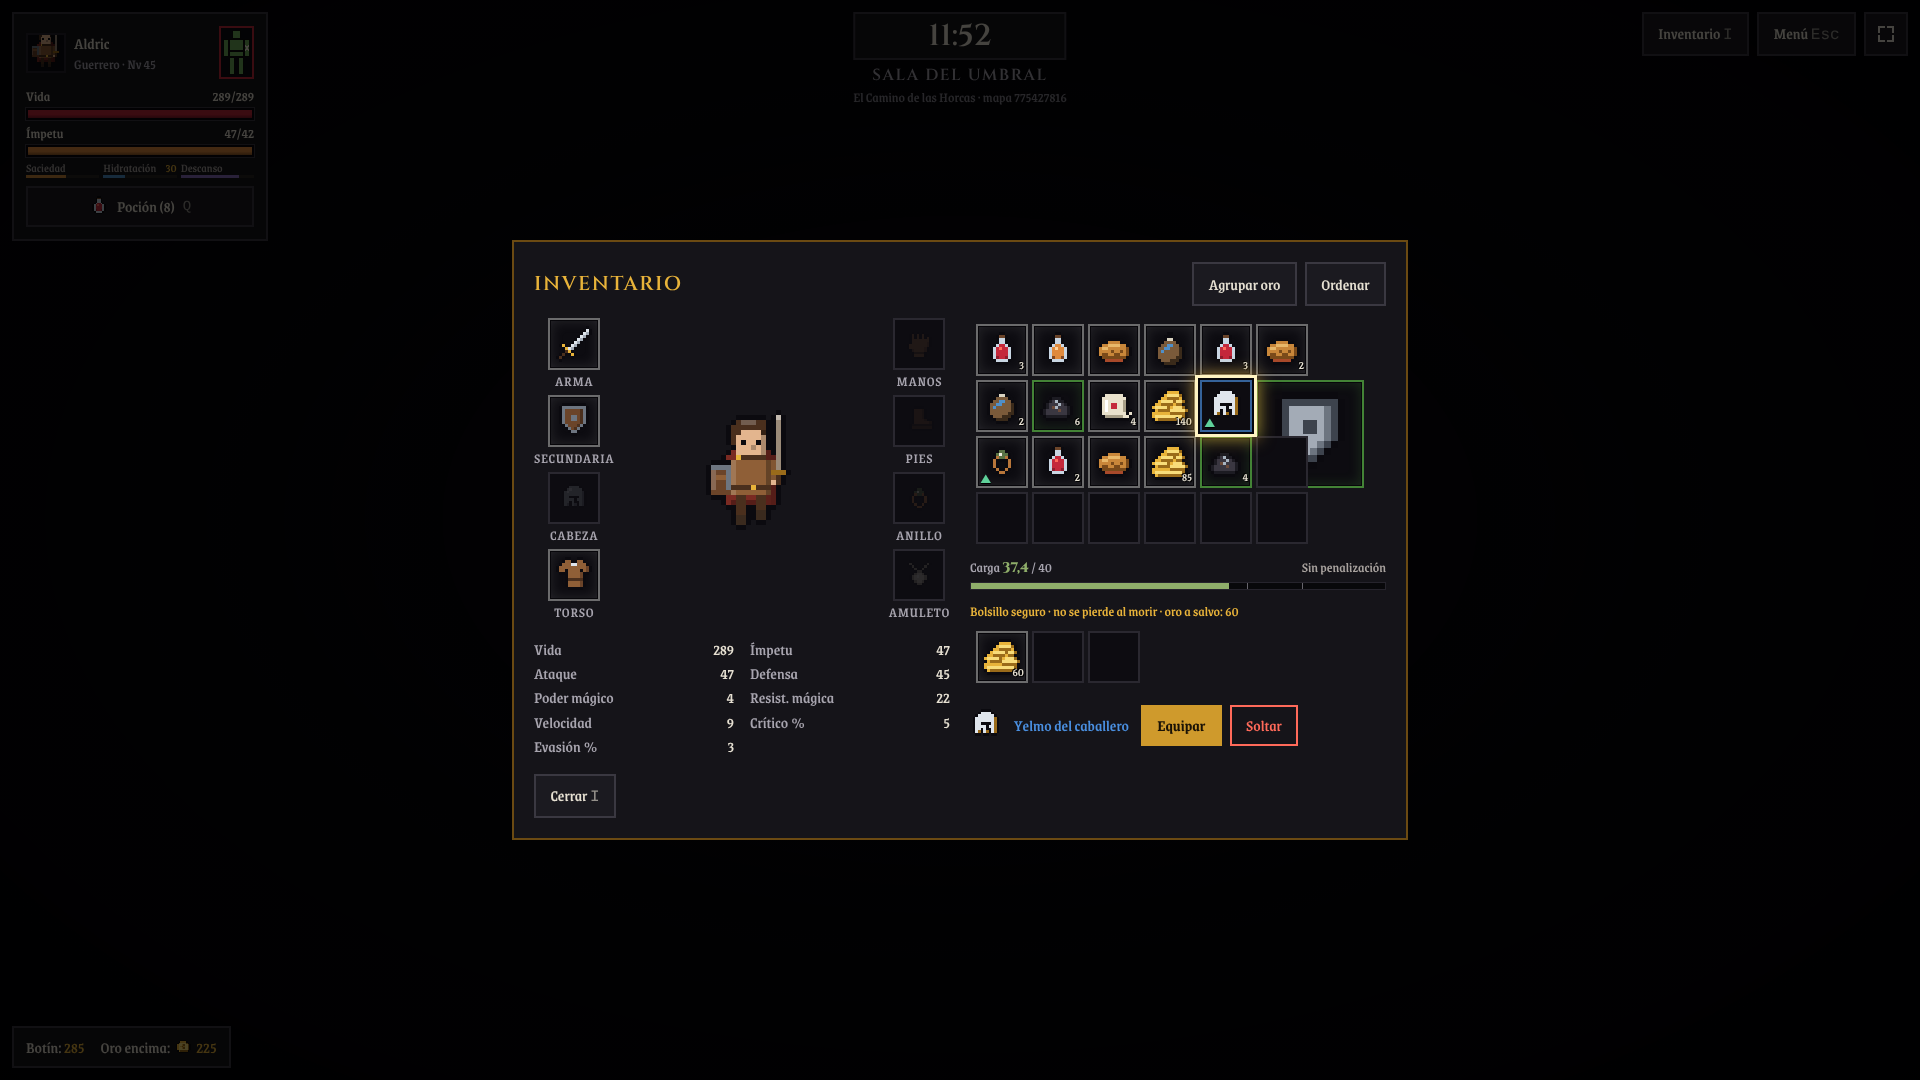 Aldric
Guerrero · Nv 45
Vida 289/289
Ímpetu 47/42
Saciedad Hidratación 30 Descanso
Poción (8) Q
11:52
SALA DEL UMBRAL
El Camino de las Horcas · mapa 775427816
Inventario I
Menú Esc
INVENTARIO
Agrupar oro
Ordenar
ARMA
SECUNDARIA
CABEZA
TORSO
MANOS
PIES
ANILLO
AMULETO
3 3 2
2 6 4 140
2 85 4
Carga 37,4 / 40 Sin penalización
Bolsillo seguro · no se pierde al morir · oro a salvo: 60
60
Yelmo del caballero Equipar Soltar
Vida 289 Ímpetu 47
Ataque 47 Defensa 45
Poder mágico 4 Resist. mágica 22
Velocidad 9 Crítico % 5
Evasión % 3
Cerrar I
Botín: 285 Oro encima: 225